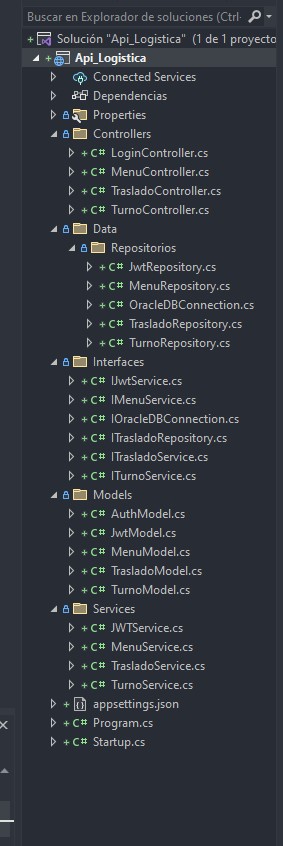 Buscar en Explorador de soluciones (Ctrl+
Solución "Api_Logistica" (1 de 1 proyecto
Api_Logistica
Connected Services
Dependencias
Properties
Controllers
C# LoginController.cs
C# MenuController.cs
C# TrasladoController.cs
C# TurnoController.cs
Data
Repositorios
C# JwtRepository.cs
C# MenuRepository.cs
C# OracleDBConnection.cs
C# TrasladoRepository.cs
C# TurnoRepository.cs
Interfaces
C# IJwtService.cs
C# IMenuService.cs
C# IOracleDBConnection.cs
C# ITrasladoRepository.cs
C# ITrasladoService.cs
C# ITurnoService.cs
Models
C# AuthModel.cs
C# JwtModel.cs
C# MenuModel.cs
C# TrasladoModel.cs
C# TurnoModel.cs
Services
C# JWTService.cs
C# MenuService.cs
C# TrasladoService.cs
C# TurnoService.cs
appsettings.json
C# Program.cs
C# Startup.cs